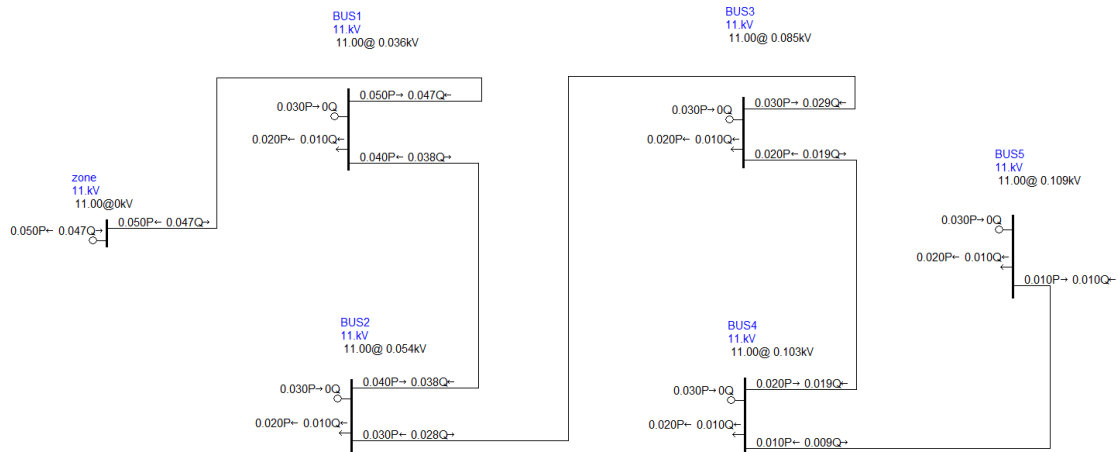 BUS1
11.kV
11.00@ 0.036kV
0.050P→ 0.047Q←
0.030P→0Q
0.020P← 0.010Q←
0.040P← 0.038Q→
BUS3
11.kV
11.00@ 0.085kV
0.030P→ 0.029Q←
0.030P→0Q
0.020P← 0.010Q←
0.020P← 0.019Q→
zone
11.kV
11.00@0kV
0.050P← 0.047Q→
0.050P← 0.047Q→
BUS5
11.kV
11.00@ 0.109kV
0.030P→0Q
0.020P← 0.010Q←
0.010P→ 0.010Q←
BUS2
11.kV
11.00@ 0.054kV
0.040P→ 0.038Q←
0.030P→0Q
0.020P← 0.010Q←
0.030P← 0.028Q→
BUS4
11.kV
11.00@ 0.103kV
0.020P→ 0.019Q←
0.030P→0Q
0.020P← 0.010Q←
0.010P← 0.009Q→